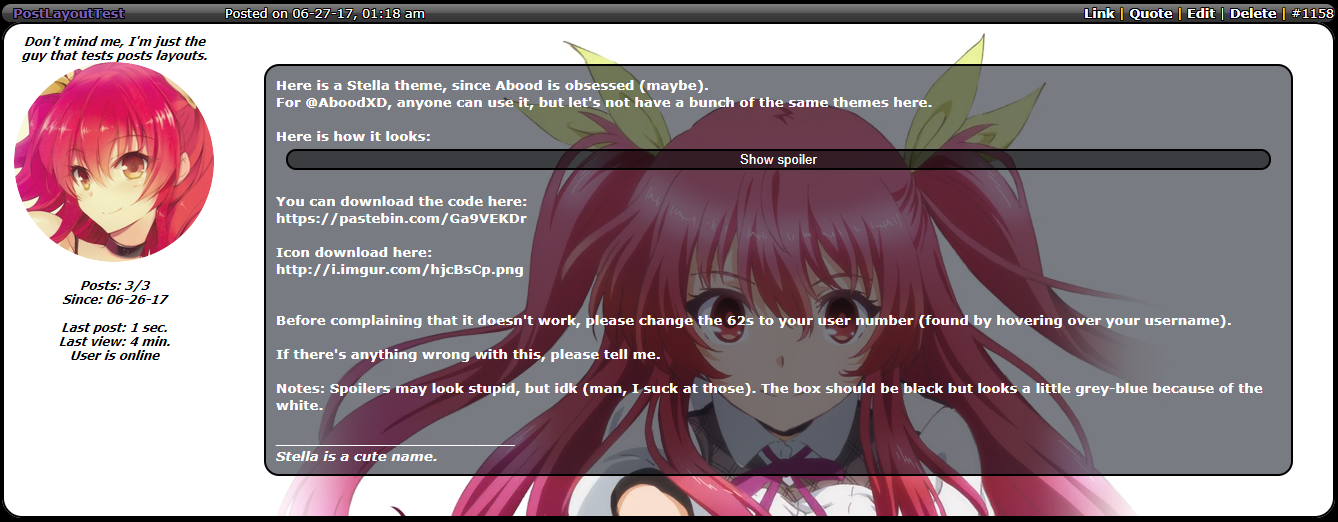 PostLayoutTest
Posted on 06-27-17, 01:18 am
Link | Quote | Edit | Delete | #1158
Don't mind me, I'm just the
guy that tests posts layouts.
Posts: 3/3
Since: 06-26-17
Last post: 1 sec.
Last view: 4 min.
User is online
Here is a Stella theme, since Abood is obsessed (maybe).
For @AboodXD, anyone can use it, but let's not have a bunch of the same themes here.
Here is how it looks:
Show spoiler
You can download the code here:
https://pastebin.com/Ga9VEKDr
Icon download here:
http://i.imgur.com/hjcBsCp.png
Before complaining that it doesn't work, please change the 62s to your user number (found by hovering over your username).
If there's anything wrong with this, please tell me.
Notes: Spoilers may look stupid, but idk (man, I suck at those). The box should be black but looks a little grey-blue because of the
white.
Stella is a cute name.